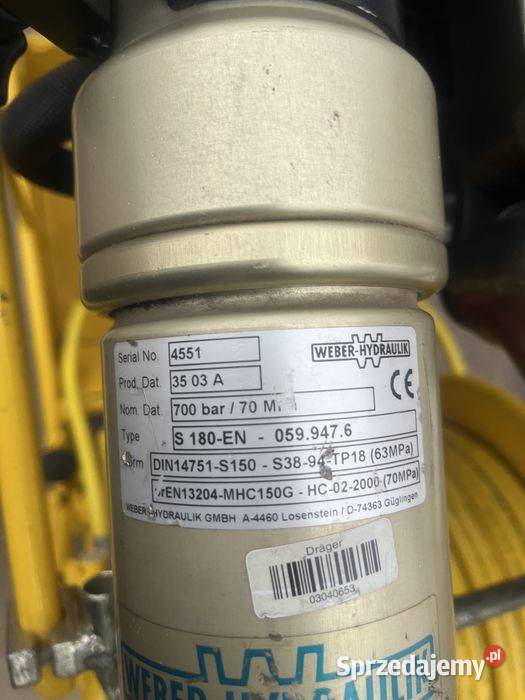 Serial No. 4551 WEBER-HYDRAULIK
Prod. Dat. 35 03 A CE
Nom. Dat. 700 bar / 70
Type S 180-EN - 059.947.6
DIN14751-S150 - S38-94-TP18 (63MPa)
EN13204-MHC150G - HC-02-2000 (70MPa)
WEBER-HYDRAULIK GMBH A-4460 Losenstein / D-74363 Güglingen
Dräger
03040653
WEBER-HYDRAULIK
Sprzedajemy.pl